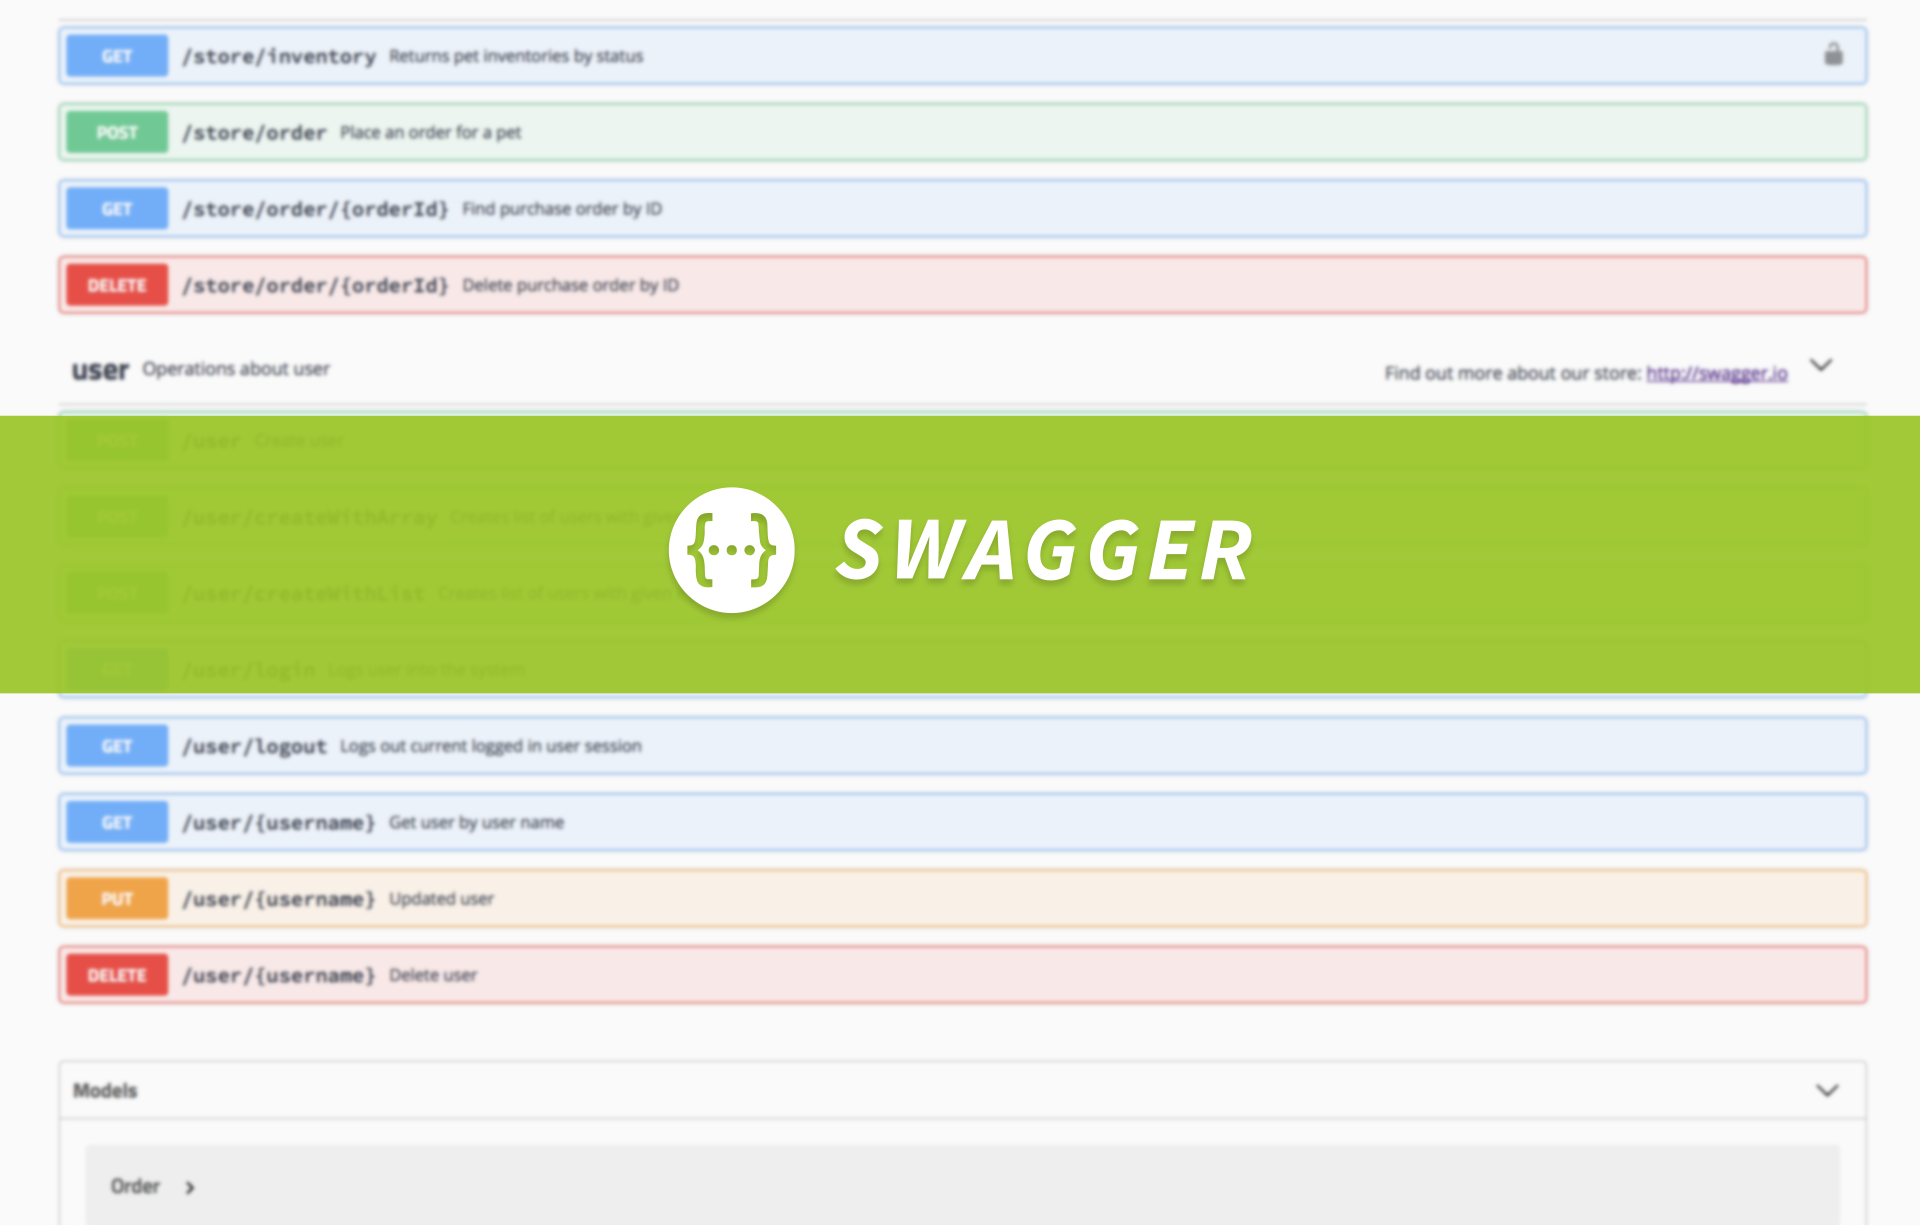 GET /store/inventory Returns pet inventories by status
POST /store/order Place an order for a pet
GET /store/order/{orderId} Find purchase order by ID
DELETE /store/order/{orderId} Delete purchase order by ID
user Operations about user Find out more about our store: http://swagger.io
POST /user Create user
POST /user/createWithArray Creates list of users with given
POST /user/createWithList Creates list of users with given
{...} SWAGGER
GET /user/login Logs user into the system
GET /user/logout Logs out current logged in user session
GET /user/{username} Get user by user name
PUT /user/{username} Updated user
DELETE /user/{username} Delete user
Models
Order